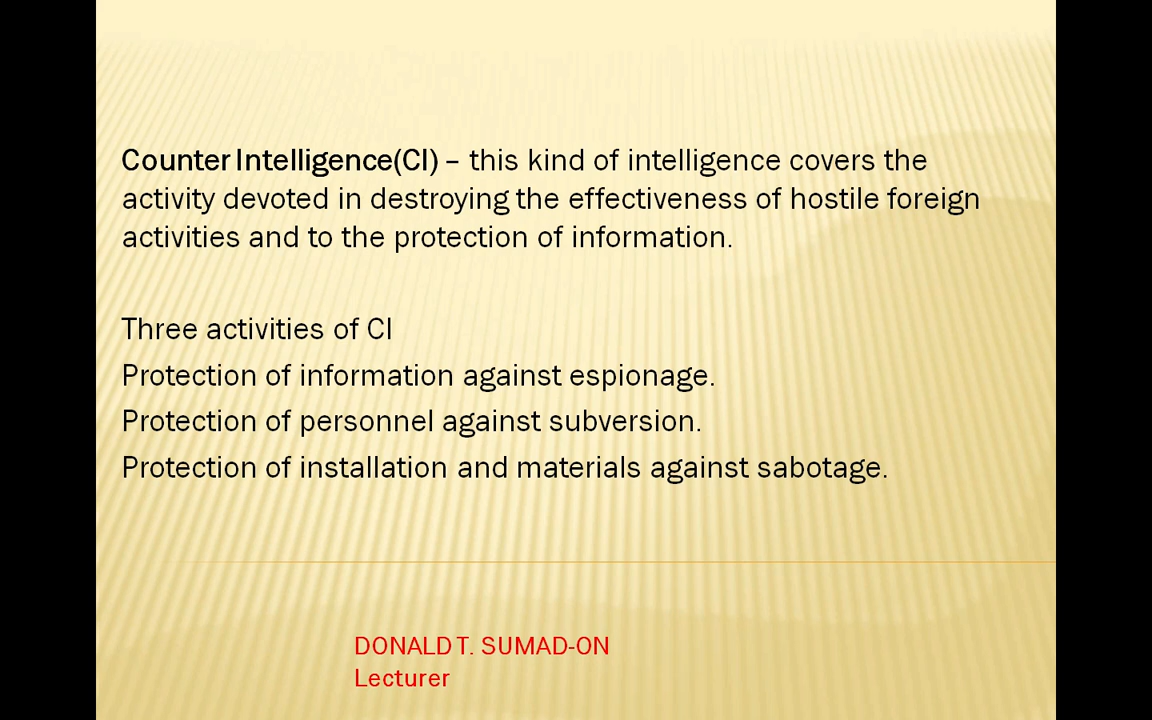 Counter Intelligence(CI) – this kind of intelligence covers the
activity devoted in destroying the effectiveness of hostile foreign
activities and to the protection of information.
Three activities of CI
Protection of information against espionage.
Protection of personnel against subversion.
Protection of installation and materials against sabotage.
DONALD T. SUMAD-ON
Lecturer